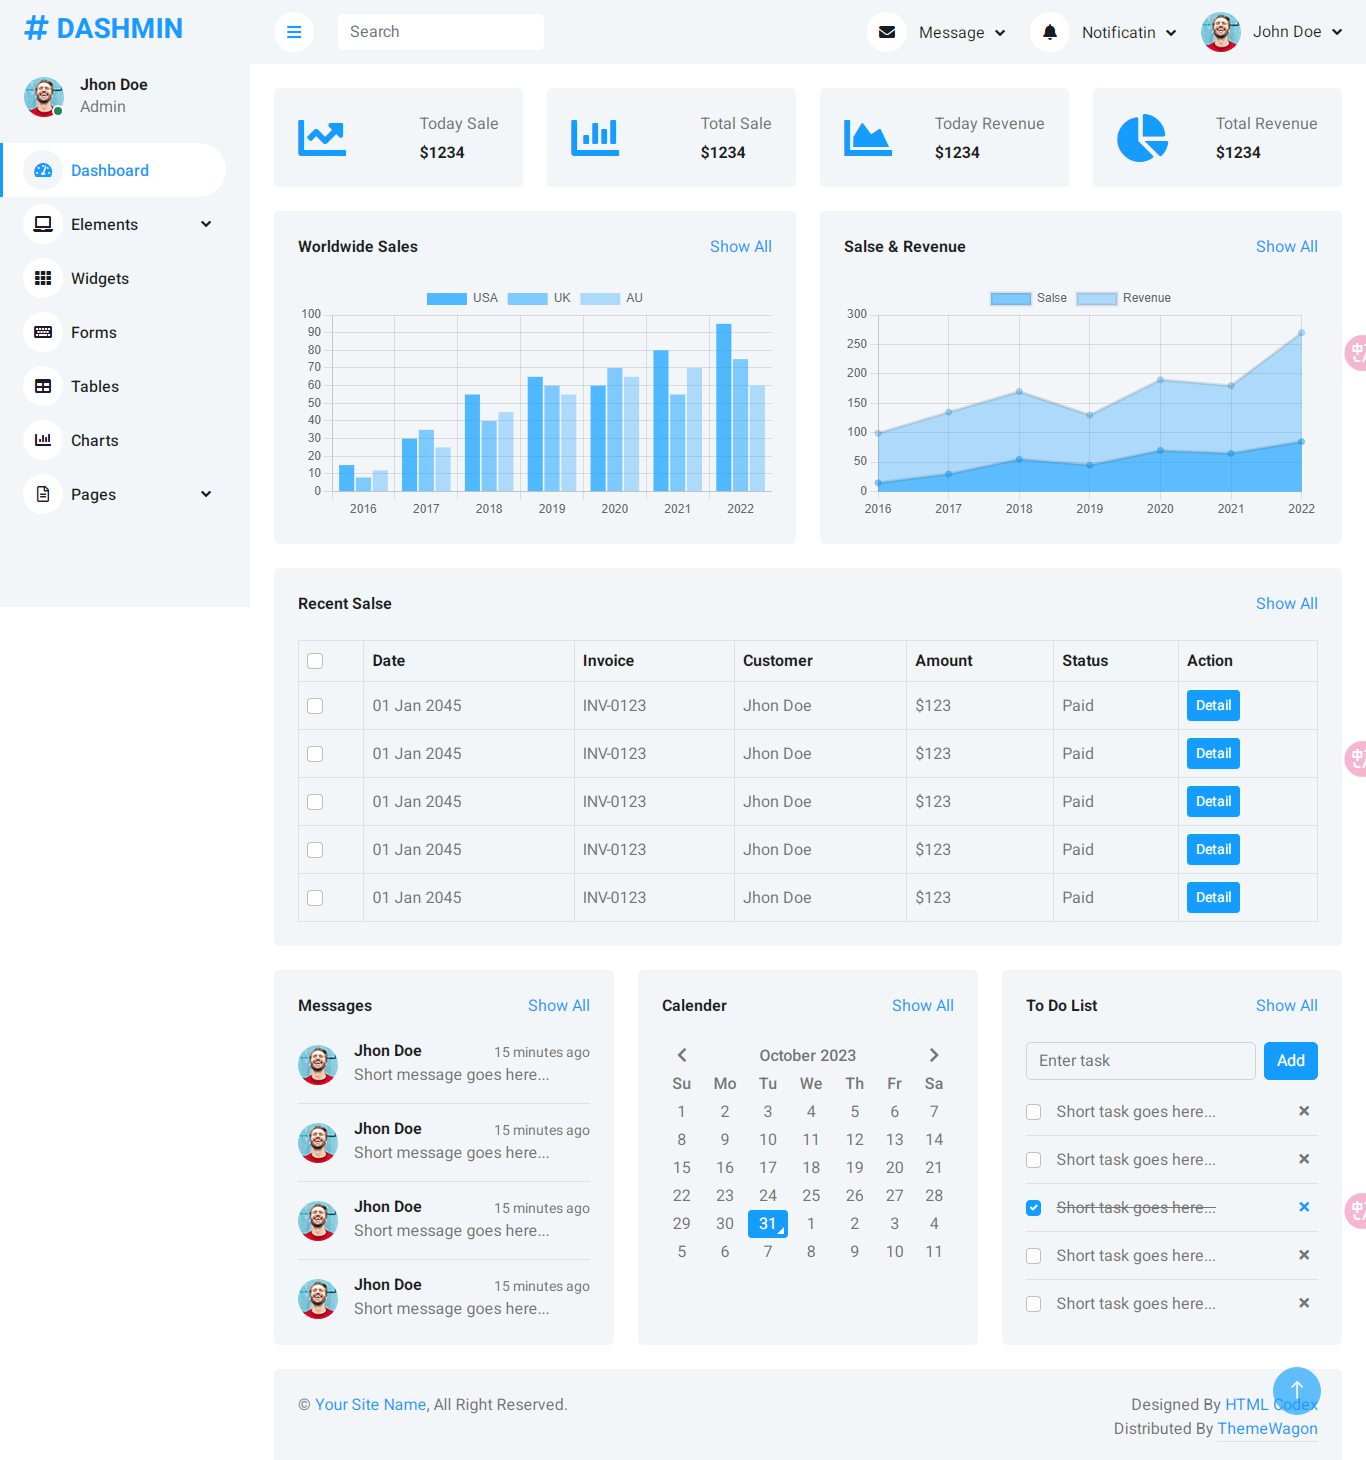 # DASHMIN
Search
Message
Notificatin
John Doe
Jhon Doe
Admin
Dashboard
Elements
Widgets
Forms
Tables
Charts
Pages
Today Sale
$1234
Total Sale
$1234
Today Revenue
$1234
Total Revenue
$1234
Worldwide Sales Show All
USA UK AU
100
90
80
70
60
50
40
30
20
10
0
2016 2017 2018 2019 2020 2021 2022
Salse & Revenue Show All
Salse Revenue
300
250
200
150
100
50
0
2016 2017 2018 2019 2020 2021 2022
Recent Salse Show All
Date Invoice Customer Amount Status Action
01 Jan 2045 INV-0123 Jhon Doe $123 Paid Detail
01 Jan 2045 INV-0123 Jhon Doe $123 Paid Detail
01 Jan 2045 INV-0123 Jhon Doe $123 Paid Detail
01 Jan 2045 INV-0123 Jhon Doe $123 Paid Detail
01 Jan 2045 INV-0123 Jhon Doe $123 Paid Detail
Messages Show All
Jhon Doe 15 minutes ago
Short message goes here...
Jhon Doe 15 minutes ago
Short message goes here...
Jhon Doe 15 minutes ago
Short message goes here...
Jhon Doe 15 minutes ago
Short message goes here...
Calender Show All
October 2023
Su Mo Tu We Th Fr Sa
1 2 3 4 5 6 7
8 9 10 11 12 13 14
15 16 17 18 19 20 21
22 23 24 25 26 27 28
29 30 31 1 2 3 4
5 6 7 8 9 10 11
To Do List Show All
Enter task Add
Short task goes here...
Short task goes here...
Short task goes here...
Short task goes here...
Short task goes here...
© Your Site Name, All Right Reserved.
Designed By HTML Codex
Distributed By ThemeWagon